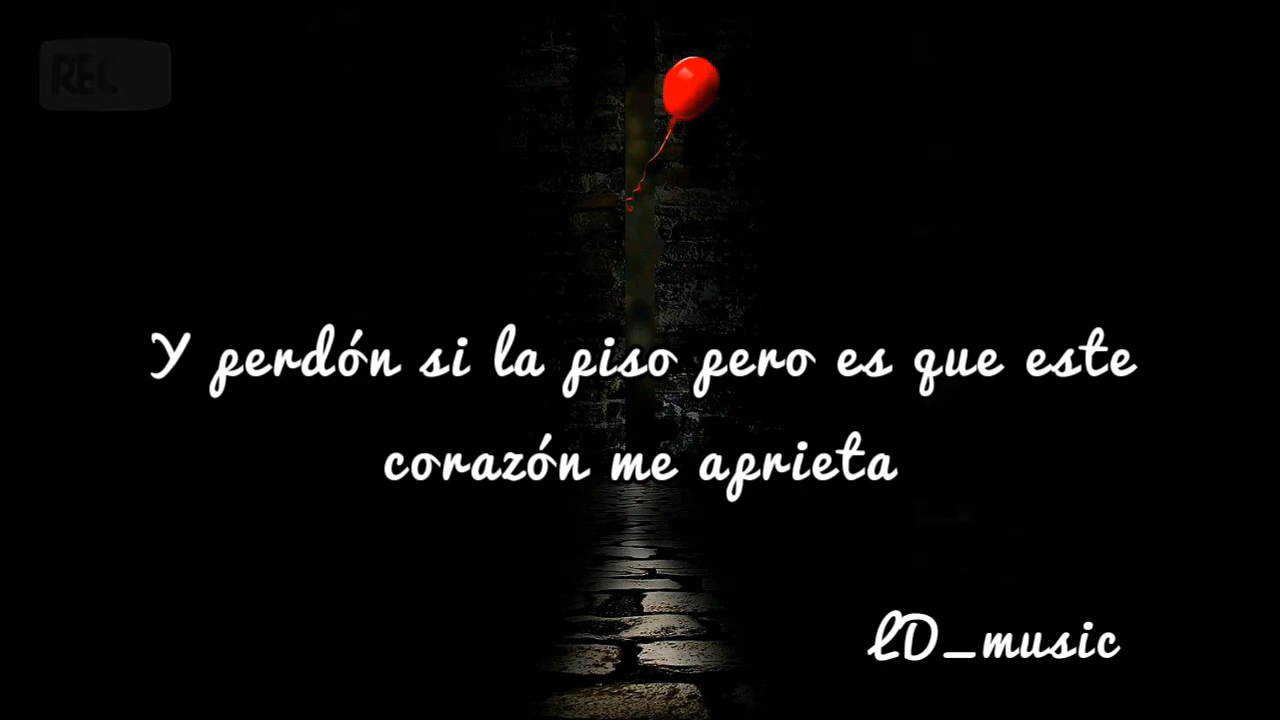 REC
Y perdón si la piso pero es que este
corazón me aprieta
LD_music